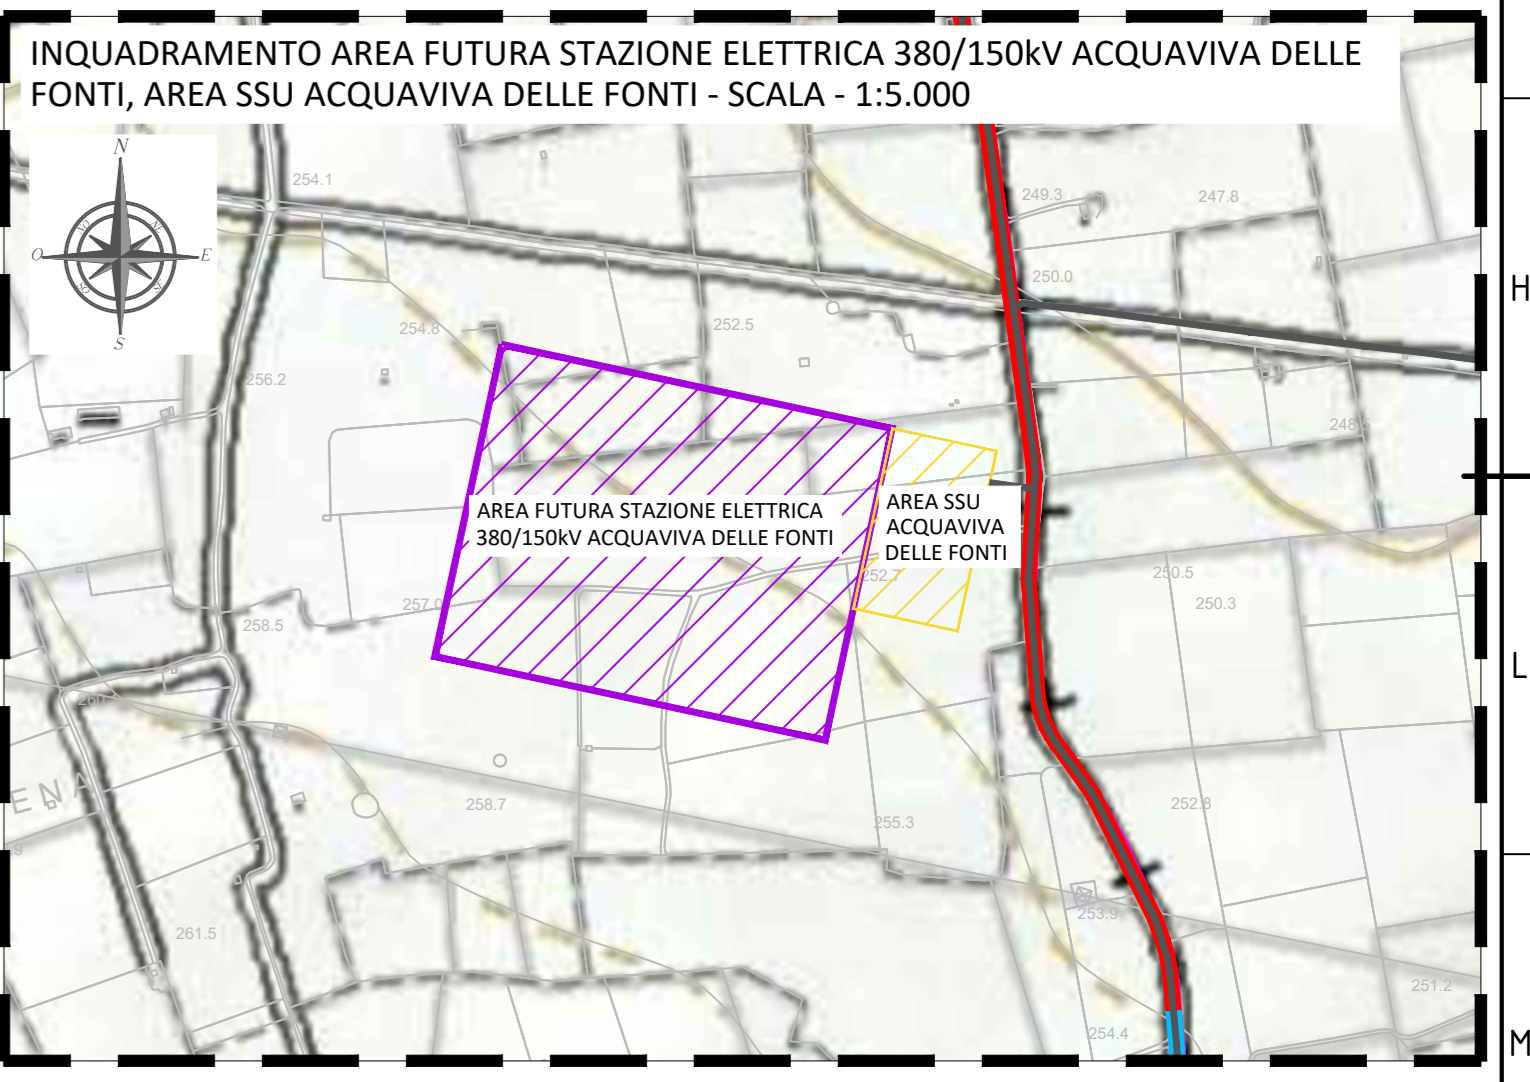 INQUADRAMENTO AREA FUTURA STAZIONE ELETTRICA 380/150kV ACQUAVIVA DELLE
FONTI, AREA SSU ACQUAVIVA DELLE FONTI - SCALA - 1:5.000
N
O
E
S
254.1
249.3
247.8
250.0
H
254.8
252.5
256.2
248.5
AREA FUTURA STAZIONE ELETTRICA
380/150kV ACQUAVIVA DELLE FONTI
AREA SSU
ACQUAVIVA
DELLE FONTI
252.7
250.5
250.3
257.0
258.5
L
ENA
258.7
252.8
255.3
253.9
261.5
251.2
254.4
M